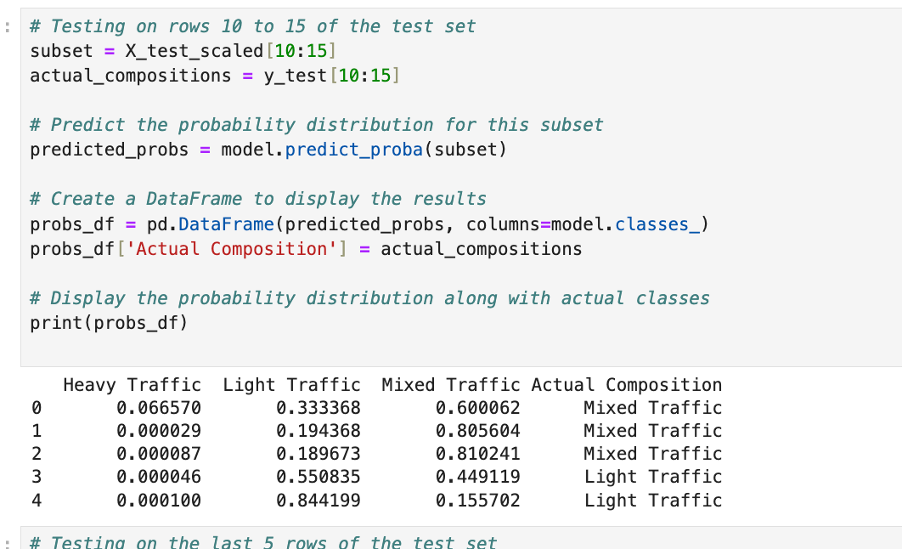 : # Testing on rows 10 to 15 of the test set
subset = X_test_scaled[10:15]
actual_compositions = y_test[10:15]
# Predict the probability distribution for this subset
predicted_probs = model.predict_proba(subset)
# Create a DataFrame to display the results
probs_df = pd.DataFrame(predicted_probs, columns=model.classes_)
probs_df['Actual Composition'] = actual_compositions
# Display the probability distribution along with actual classes
print(probs_df)
Heavy Traffic Light Traffic Mixed Traffic Actual Composition
0 0.066570 0.333368 0.600062 Mixed Traffic
1 0.000029 0.194368 0.805604 Mixed Traffic
2 0.000087 0.189673 0.810241 Mixed Traffic
3 0.000046 0.550835 0.449119 Light Traffic
4 0.000100 0.844199 0.155702 Light Traffic
: # Testing on the last 5 rows of the test set